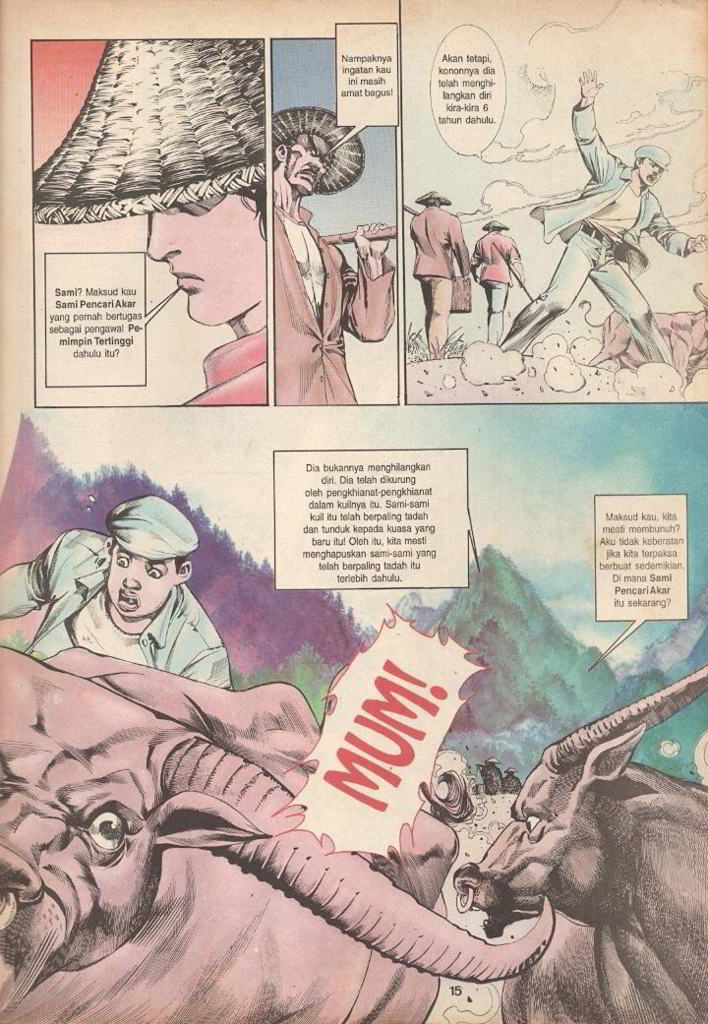 Sami? Maksud kau
Sami Pencari Akar
yang pernah bertugas
sebagai pengawal Pe-
mimpin Tertinggi
dahulu itu?
Nampaknya
ingatan kau
ini masih
amat bagus!
Akan tetapi,
kononnya dia
telah menghi-
langkan diri
kira-kira 6
tahun dahulu.
Dia bukannya menghilangkan
diri. Dia telah dikurung
oleh pengkhianat-pengkhianat
dalam kuilnya itu. Sami-sami
kuil itu telah berpaling tadah
dan tunduk kepada kuasa yang
baru itu! Oleh itu, kita mesti
menghapuskan sami-sami yang
telah berpaling tadah itu
terlebih dahulu.
Maksud kau, kita
mesti membunuh?
Aku tidak keberatan
jika kita terpaksa
berbuat sedemikian.
Di mana Sami
Pencari Akar
itu sekarang?
MUM!
15